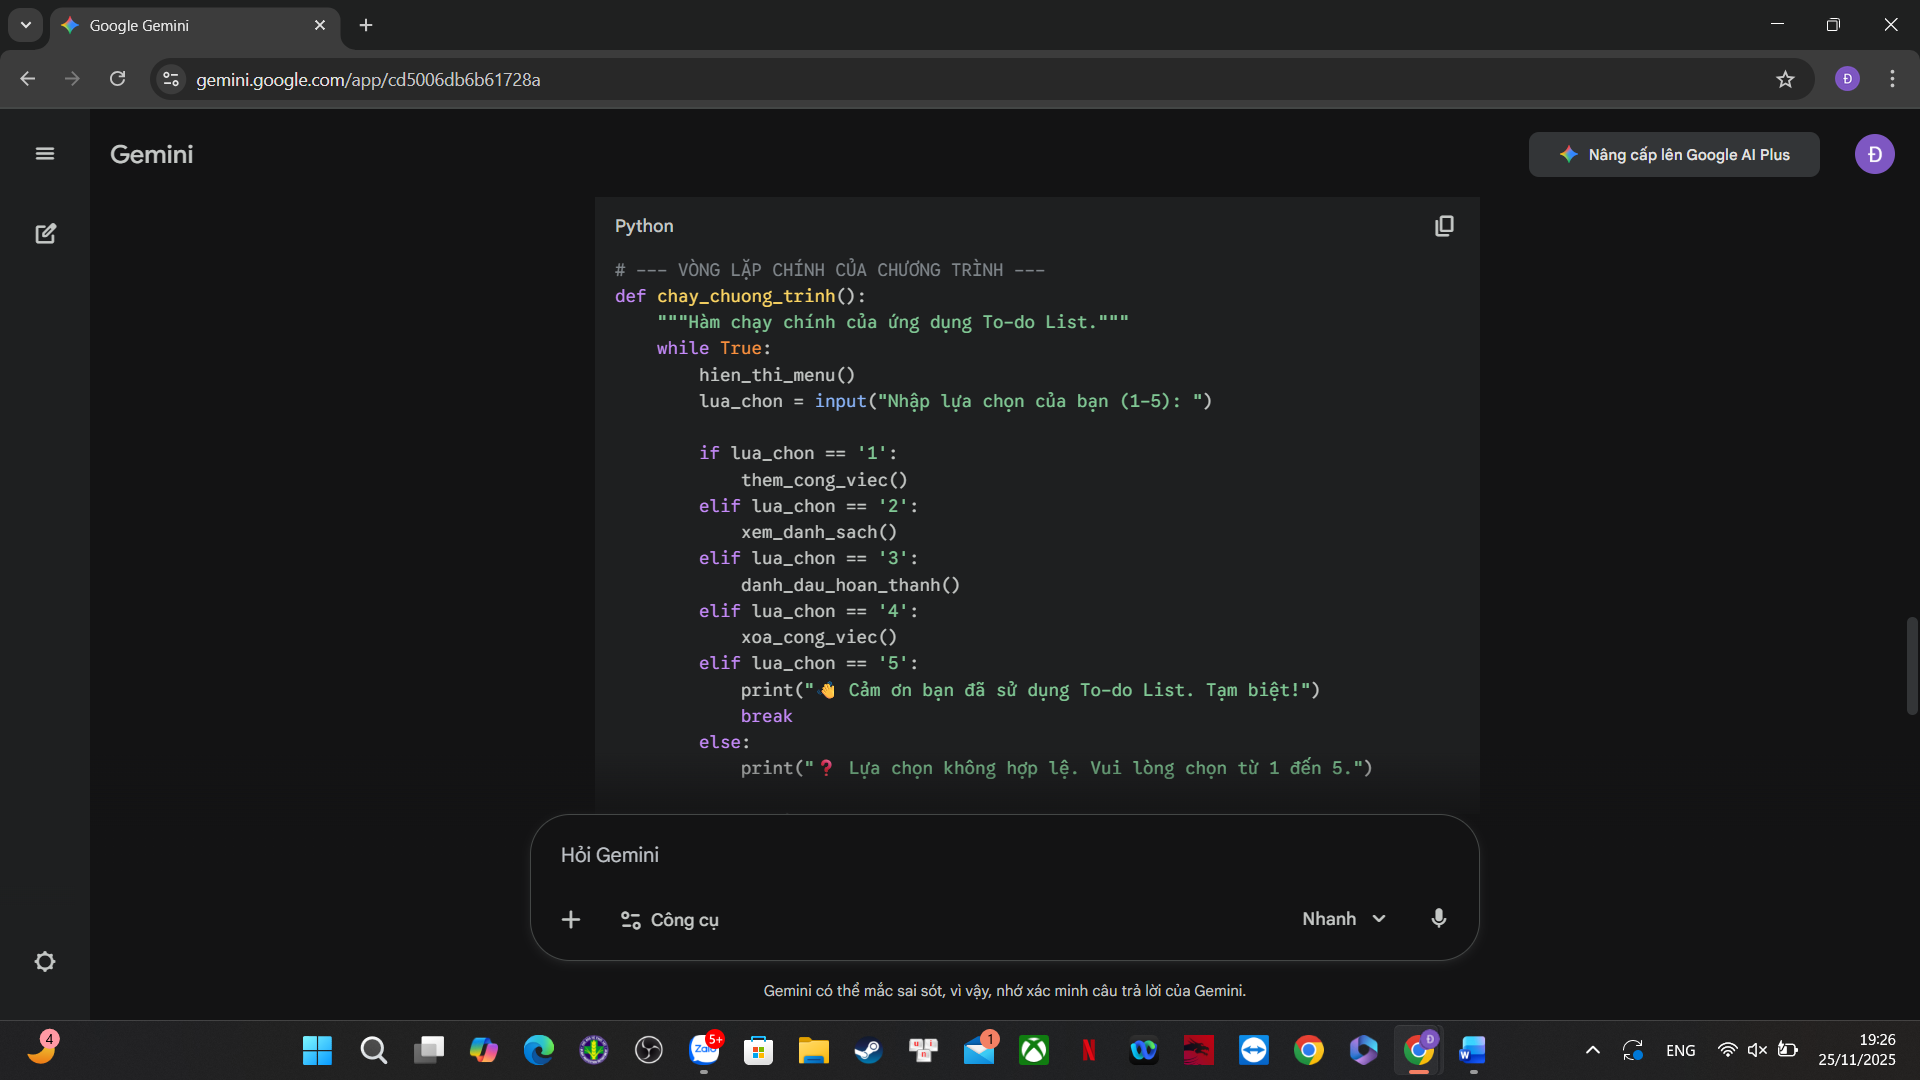 Google Gemini
gemini.google.com/app/cd5006db6b61728a
Đ
Gemini
Nâng cấp lên Google AI Plus
Đ
Python
# --- VÒNG LẶP CHÍNH CỦA CHƯƠNG TRÌNH ---
def chay_chuong_trinh():
"""Hàm chạy chính của ứng dụng To-do List."""
while True:
hien_thi_menu()
lua_chon = input("Nhập lựa chọn của bạn (1-5): ")
if lua_chon == '1':
them_cong_viec()
elif lua_chon == '2':
xem_danh_sach()
elif lua_chon == '3':
danh_dau_hoan_thanh()
elif lua_chon == '4':
xoa_cong_viec()
elif lua_chon == '5':
print("👋 Cảm ơn bạn đã sử dụng To-do List. Tạm biệt!")
break
else:
print("❓ Lựa chọn không hợp lệ. Vui lòng chọn từ 1 đến 5.")
Hỏi Gemini
Công cụ
Nhanh
Gemini có thể mắc sai sót, vì vậy, nhớ xác minh câu trả lời của Gemini.
4
Zalo
5+
1
N
Đ
W
ENG
19:26
25/11/2025